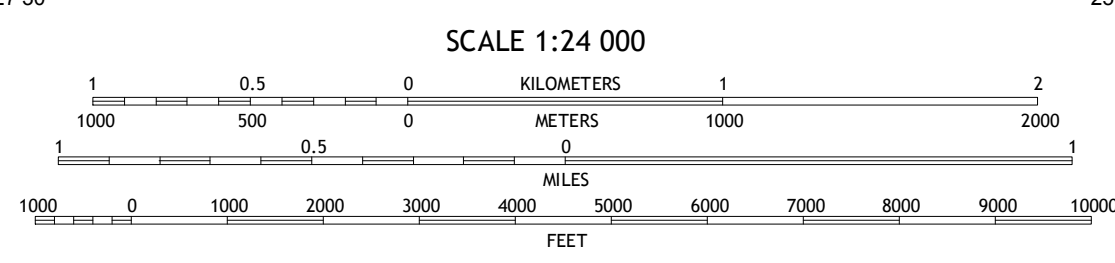 SCALE 1:24 000
1 0.5 0 KILOMETERS 1 2
1000 500 0 METERS 1000 2000
1 0.5 0 1
MILES
1000 0 1000 2000 3000 4000 5000 6000 7000 8000 9000 10000
FEET